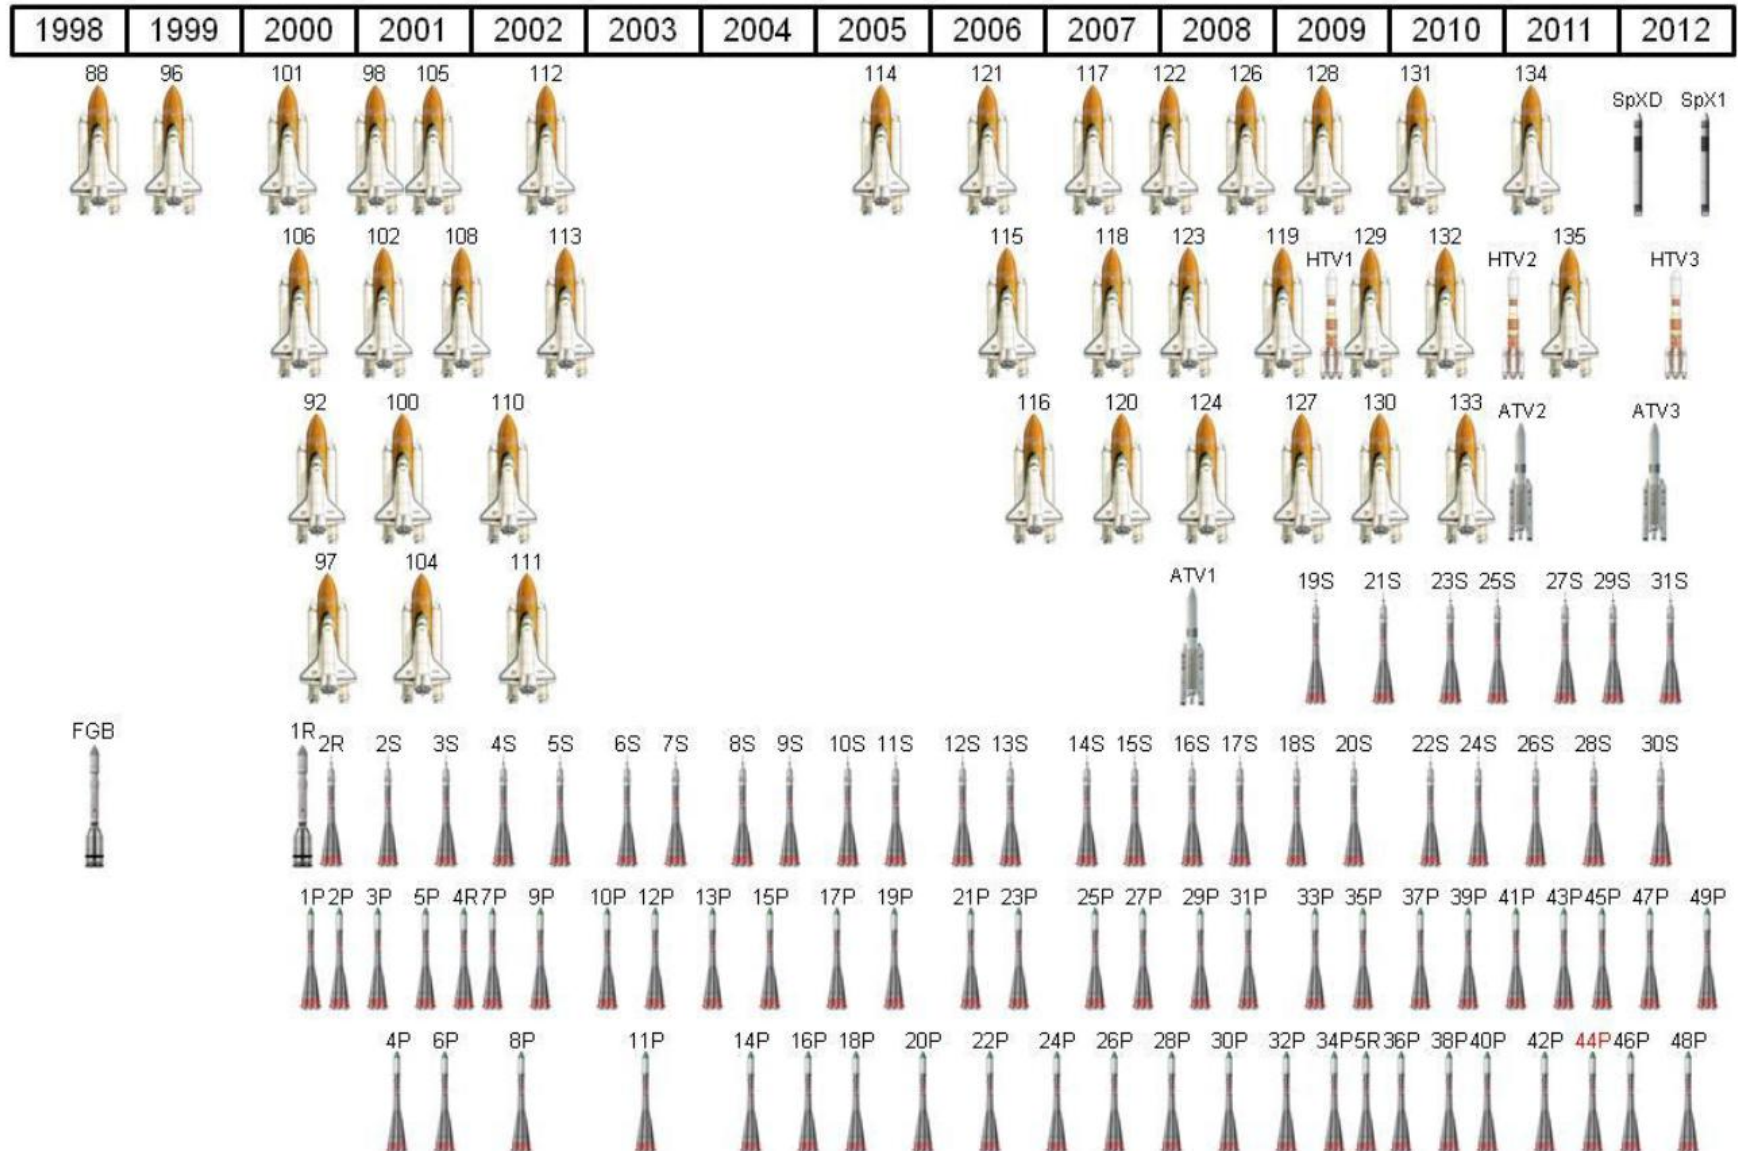 1998 1999 2000 2001 2002 2003 2004 2005 2006 2007 2008 2009 2010 2011 2012
88 96 101 98 105 112 114 121 117 122 126 128 131 134
SpXD SpX1
106 102 108 113 115 118 123 119 129 132 135
HTV1 HTV2 HTV3
92 100 110 116 120 124 127 130 133
ATV2 ATV3
97 104 111
ATV1
19S 21S 23S 25S 27S 29S 31S
FGB 1R
2R 2S 3S 4S 5S 6S 7S 8S 9S 10S 11S 12S 13S 14S 15S 16S 17S 18S 20S 22S 24S 26S 28S 30S
1P 2P 3P 5P 4R 7P 9P 10P 12P 13P 15P 17P 19P 21P 23P 25P 27P 29P 31P 33P 35P 37P 39P 41P 43P 45P 47P 49P
4P 6P 8P 11P 14P 16P 18P 20P 22P 24P 26P 28P 30P 32P 34P 5R 36P 38P 40P 42P 44P 46P 48P